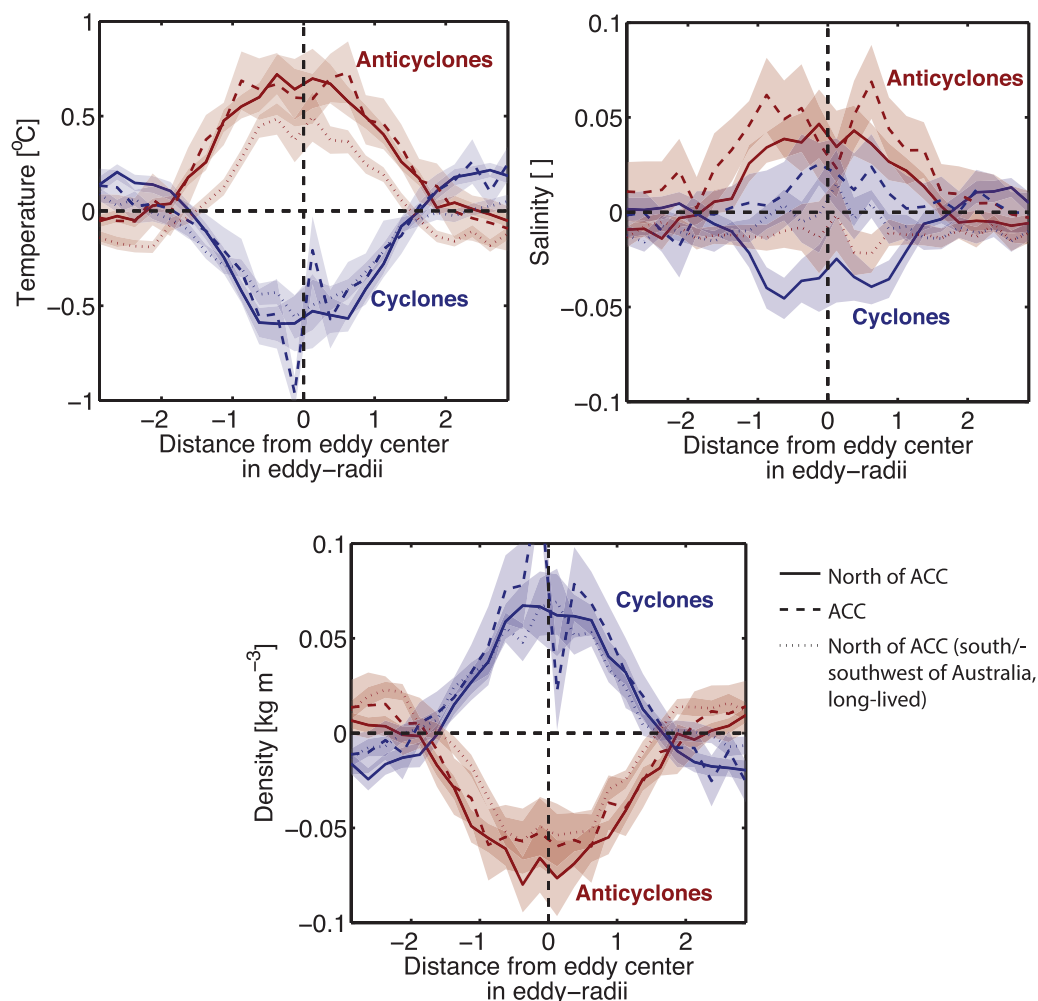 1
0.5
0
−0.5
−1
Temperature [°C]
Anticyclones
Cyclones
−2 −1 0 1 2
Distance from eddy center
in eddy−radii
0.1
0.05
0
−0.05
−0.1
Salinity [ ]
Anticyclones
Cyclones
−2 −1 0 1 2
Distance from eddy center
in eddy−radii
0.1
0.05
0
−0.05
−0.1
Density [kg m−3]
Cyclones
Anticyclones
−2 −1 0 1 2
Distance from eddy center
in eddy−radii
North of ACC
ACC
North of ACC (south/-
southwest of Australia,
long-lived)